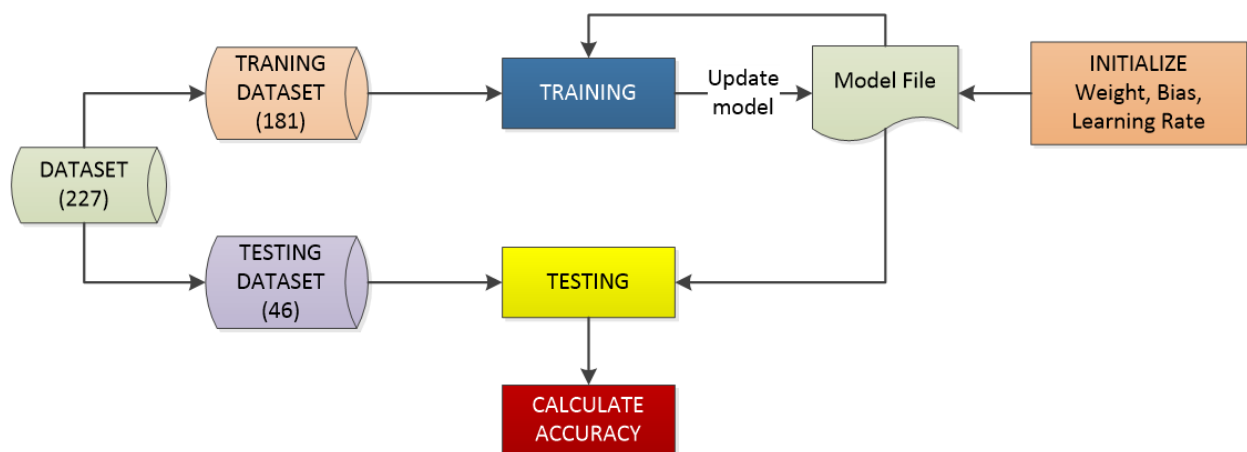 TRANING
DATASET
(181)
TRAINING
Update
model
Model File
INITIALIZE
Weight, Bias,
Learning Rate
DATASET
(227)
TESTING
DATASET
(46)
TESTING
CALCULATE
ACCURACY